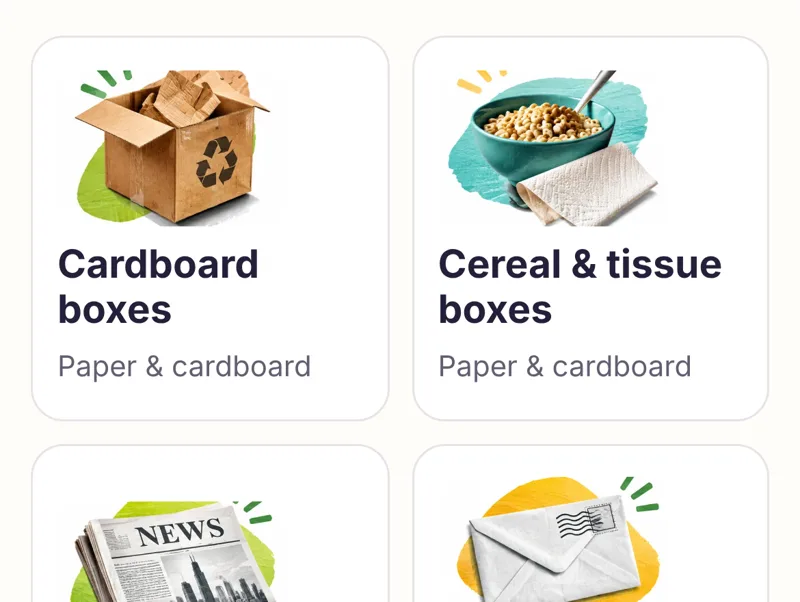 Cardboard
boxes
Paper & cardboard
Cereal & tissue
boxes
Paper & cardboard
NEWS